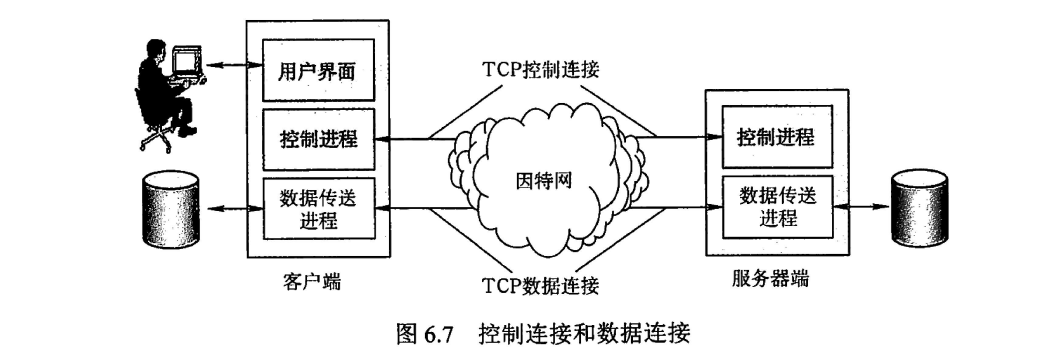 用户界面
TCP控制连接
控制进程
控制进程
因特网
数据传送
进程
数据传送
进程
客户端
TCP数据连接
服务器端
图 6.7 控制连接和数据连接